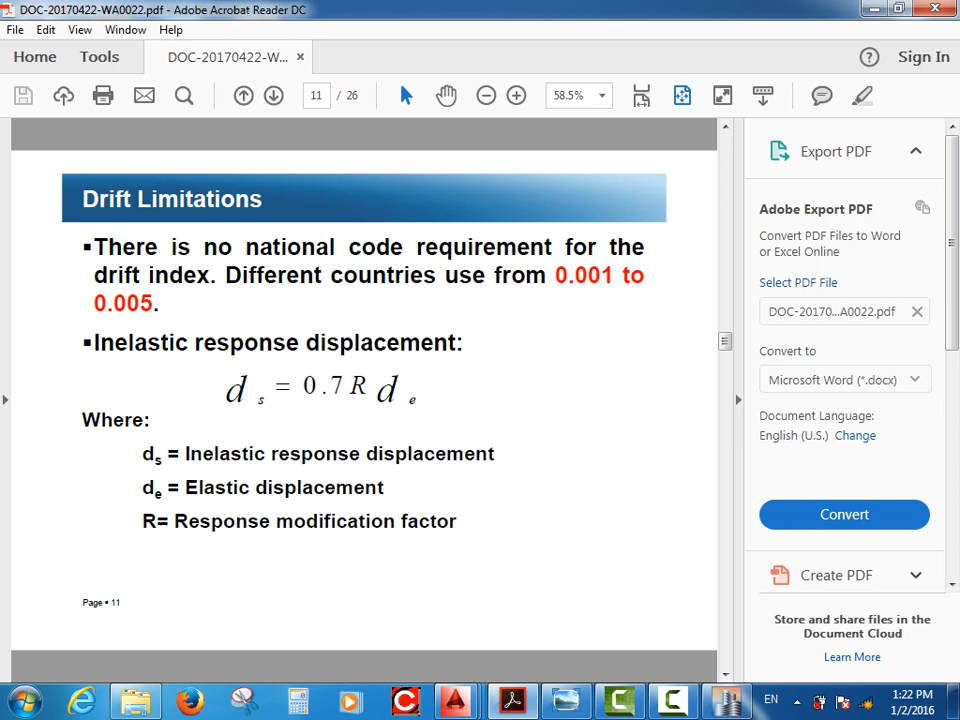 DOC-20170422-WA0022.pdf - Adobe Acrobat Reader DC
File Edit View Window Help
Home Tools DOC-20170422-W... × Sign In
11 / 26 58.5%
Drift Limitations
▪There is no national code requirement for the
drift index. Different countries use from 0.001 to
0.005.
▪Inelastic response displacement:
d s = 0.7 R d e
Where:
ds = Inelastic response displacement
de = Elastic displacement
R= Response modification factor
Page ▪ 11
Export PDF
Adobe Export PDF
Convert PDF Files to Word
or Excel Online
Select PDF File
DOC-20170...A0022.pdf
Convert to
Microsoft Word (*.docx)
Document Language:
English (U.S.) Change
Convert
Create PDF
Store and share files in the
Document Cloud
Learn More
EN
1:22 PM
1/2/2016